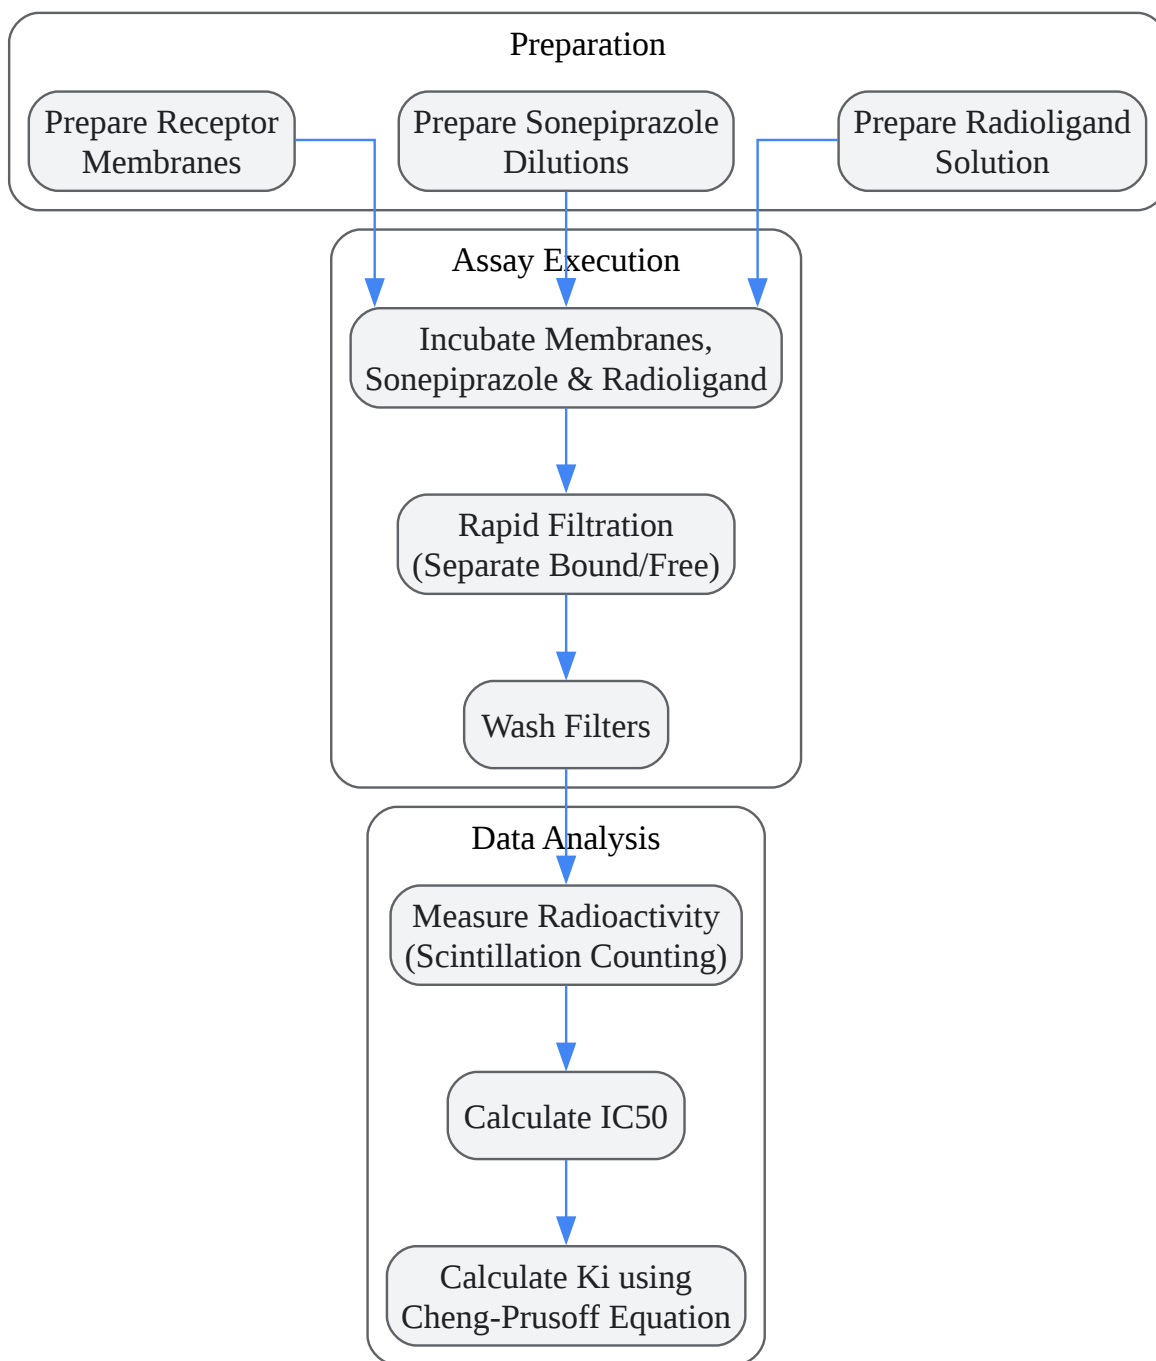 Preparation
Prepare Receptor
Membranes
Prepare Sonepiprazole
Dilutions
Prepare Radioligand
Solution
Assay Execution
Incubate Membranes,
Sonepiprazole & Radioligand
Rapid Filtration
(Separate Bound/Free)
Wash Filters
Data Analysis
Measure Radioactivity
(Scintillation Counting)
Calculate IC50
Calculate Ki using
Cheng-Prusoff Equation